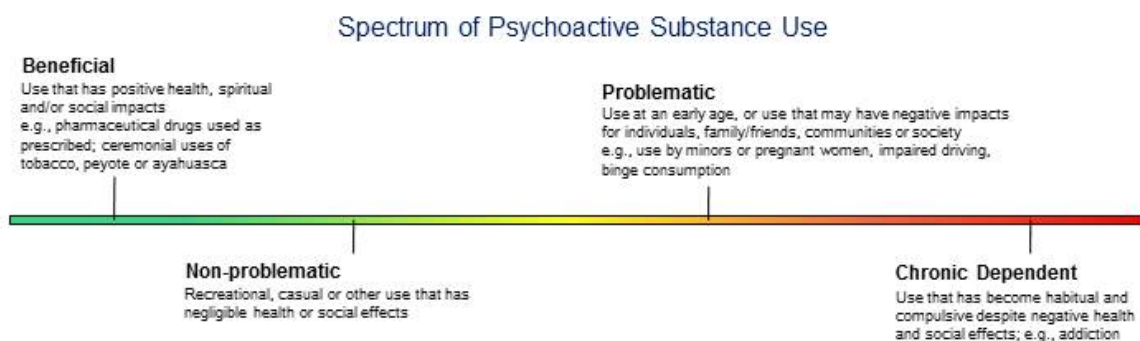 Spectrum of Psychoactive Substance Use
Beneficial
Use that has positive health, spiritual
and/or social impacts
e.g., pharmaceutical drugs used as
prescribed; ceremonial uses of
tobacco, peyote or ayahuasca
Problematic
Use at an early age, or use that may have negative impacts
for individuals, family/friends, communities or society
e.g., use by minors or pregnant women, impaired driving,
binge consumption
Non-problematic
Recreational, casual or other use that has
negligible health or social effects
Chronic Dependent
Use that has become habitual and
compulsive despite negative health
and social effects; e.g., addiction